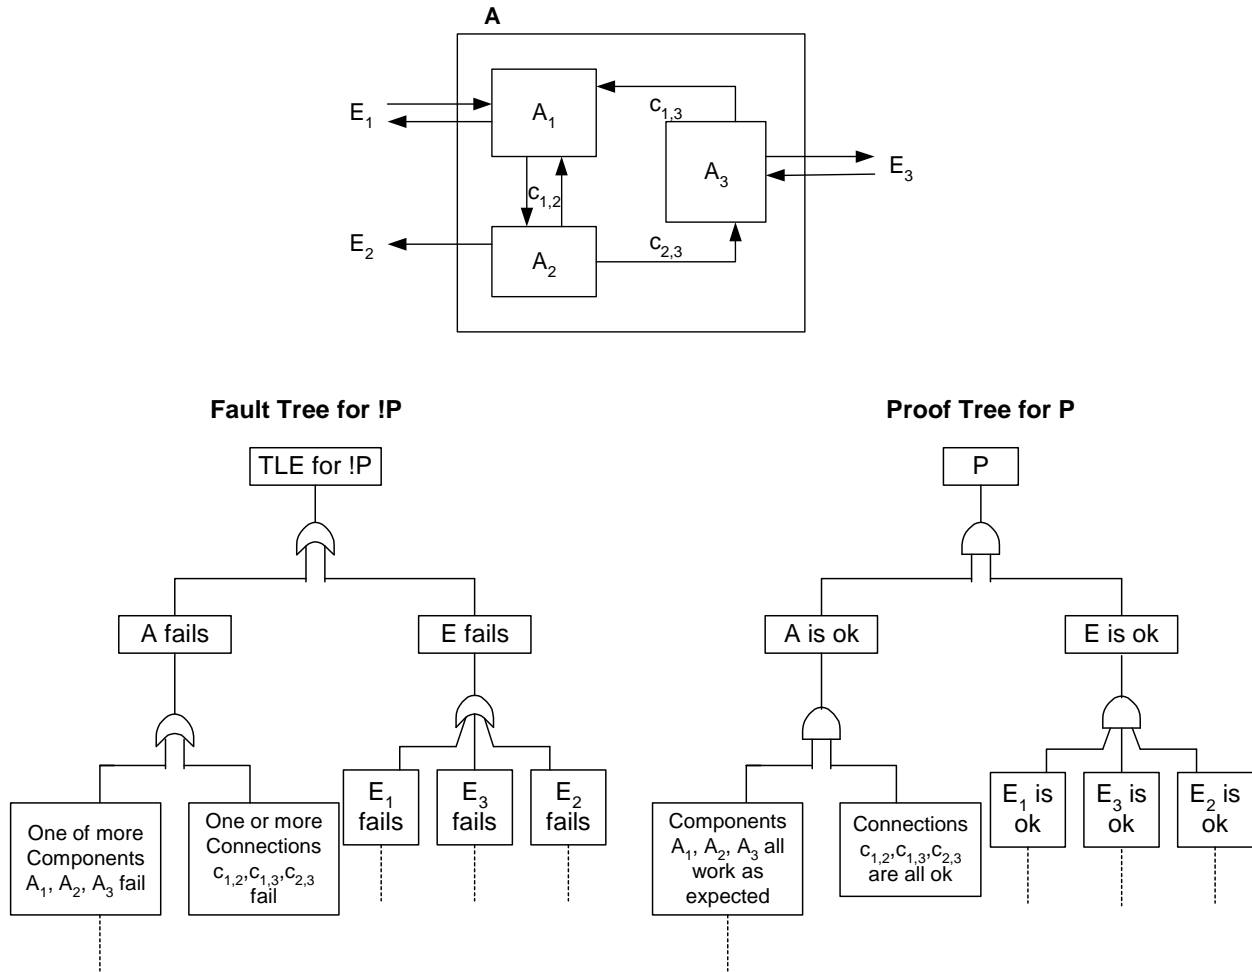 A
E1
A1
c1,3
A3
E3
c1,2
E2
A2
c2,3
Fault Tree for !P
TLE for !P
A fails
E fails
One of more
Components
A1, A2, A3 fail
One or more
Connections
c1,2,c1,3,c2,3
fail
E1
fails
E3
fails
E2
fails
Proof Tree for P
P
A is ok
E is ok
Components
A1, A2, A3 all
work as
expected
Connections
c1,2,c1,3,c2,3
are all ok
E1 is
ok
E3 is
ok
E2 is
ok